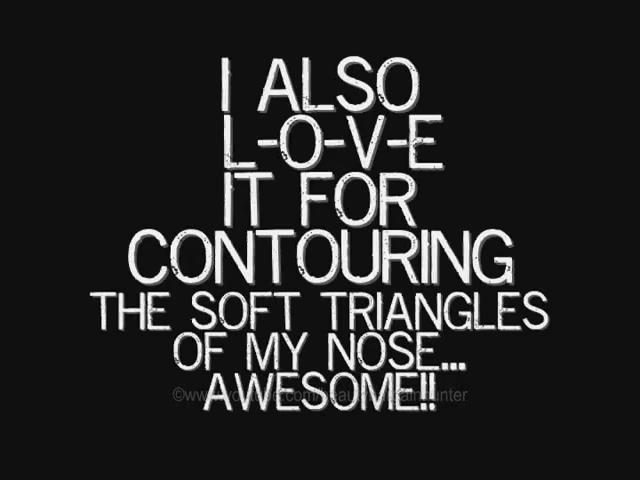 I ALSO
L-O-V-E
IT FOR
CONTOURING
THE SOFT TRIANGLES
OF MY NOSE...
AWESOME!!